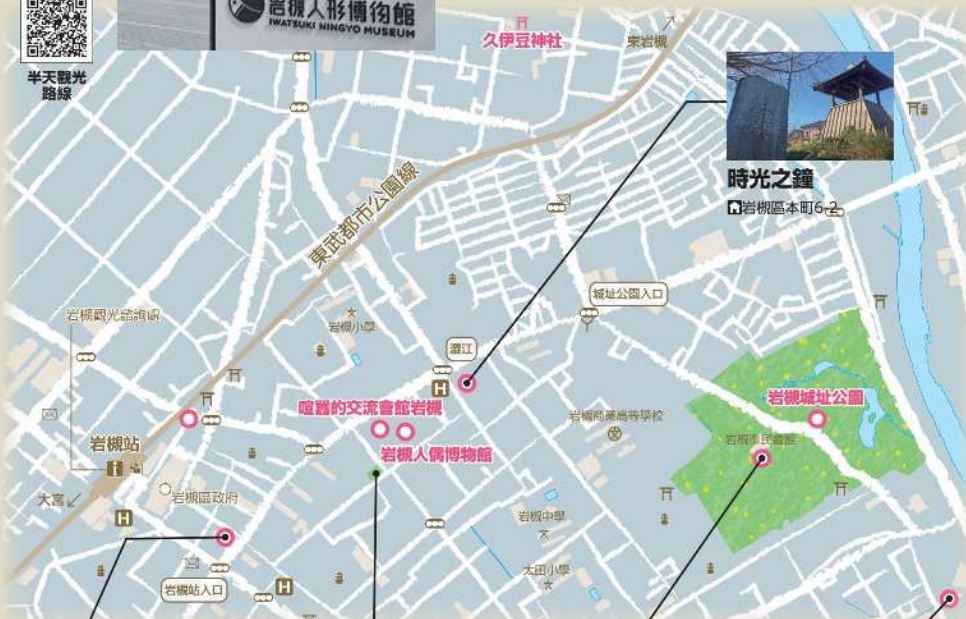 岩槻人形博物館
IWATSUKI NINGYO MUSEUM
半天觀光
路線
久伊豆神社
東岩槻
時光之鐘
岩槻區本町6-2
東武都市公園線
城址公園入口
岩槻觀光諮詢處
岩槻小學
澀江
H
喧囂的交流會館岩槻
岩槻人偶博物館
岩槻商業高等學校
岩槻城址公園
岩槻市民會館
岩槻站
i
大宮
岩槻區政府
H
岩槻中學
太田小學
岩槻站入口
H